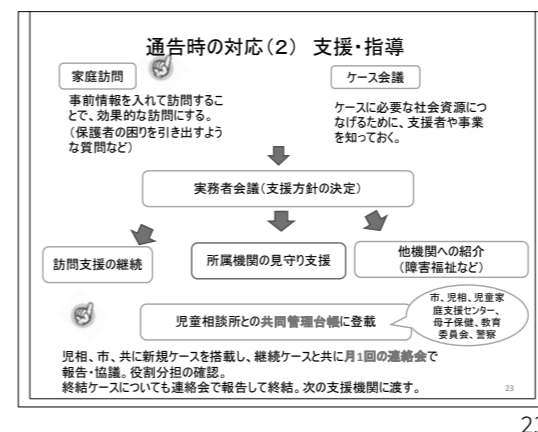 通告時の対応(2) 支援・指導
家庭訪問
事前情報を入れて訪問するこ
とで、効果的な訪問にする。
(保護者の困りを引き出すよう
な質問など)
ケース会議
ケースに必要な社会資源につ
なげるために、支援者や事業
を知っておく。
実務者会議(支援方針の決定)
訪問支援の継続
所属機関の見守り支援
他機関への紹介
(障害福祉など)
児童相談所との共同管理台帳に登載
市、児相、児童家
庭支援センター、
母子保健、教育
委員会、警察
児相、市、共に新規ケースを搭載し、継続ケースと共に月1回の連絡会で
報告・協議。役割分担の確認。
終結ケースについても連絡会で報告して終結。次の支援機関に渡す。
23